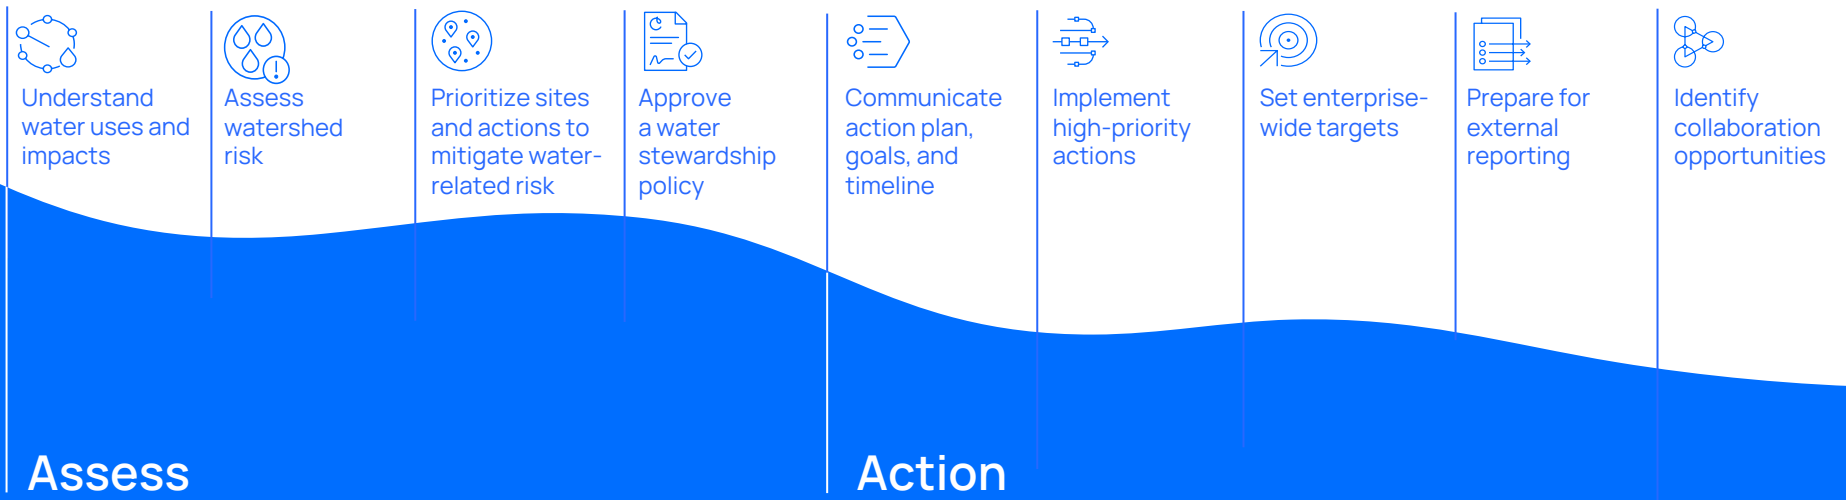 Understand
water uses and
impacts
Assess
watershed
risk
Prioritize sites
and actions to
mitigate water-
related risk
Approve
a water
stewardship
policy
Communicate
action plan,
goals, and
timeline
Implement
high-priority
actions
Set enterprise-
wide targets
Prepare for
external
reporting
Identify
collaboration
opportunities
Assess
Action